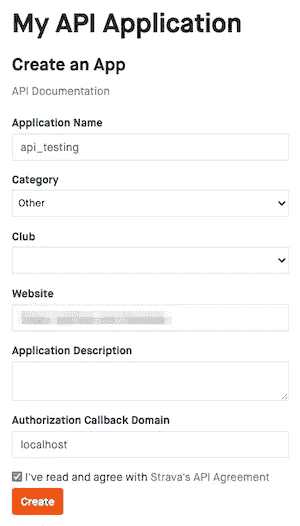 My API Application
Create an App
API Documentation
Application Name
api_testing
Category
Other
Club
Website
Application Description
Authorization Callback Domain
localhost
I've read and agree with Strava's API Agreement
Create